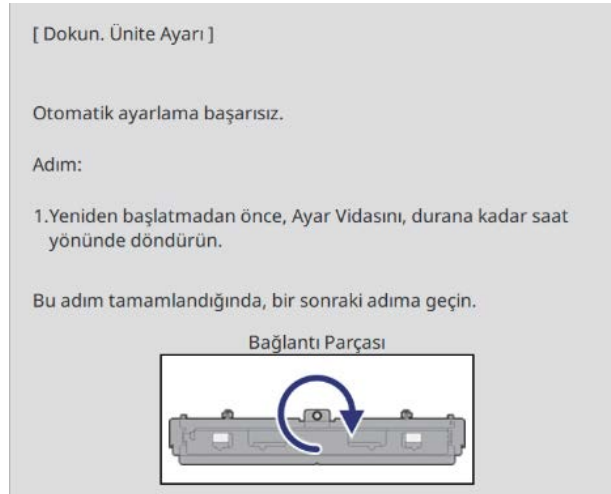 [ Dokun. Ünite Ayarı ]
Otomatik ayarlama başarısız.
Adım:
1.Yeniden başlatmadan önce, Ayar Vidasını, durana kadar saat
yönünde döndürün.
Bu adım tamamlandığında, bir sonraki adıma geçin.
Bağlantı Parçası